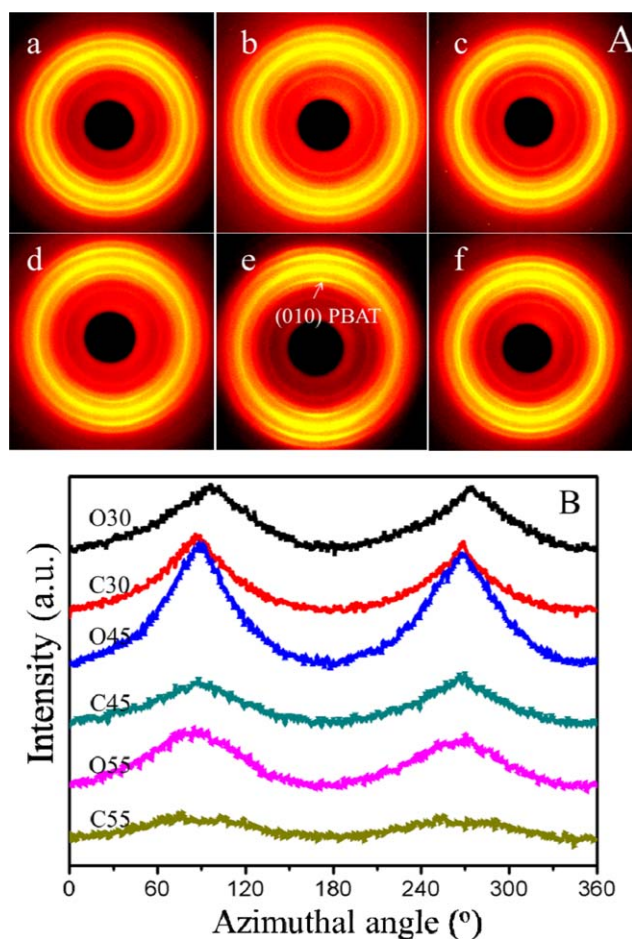 a
b
c
A
d
e
f
(010) PBAT
B
O30
C30
O45
C45
O55
C55
Intensity (a.u.)
0
60
120
180
240
300
360
Azimuthal angle (º)